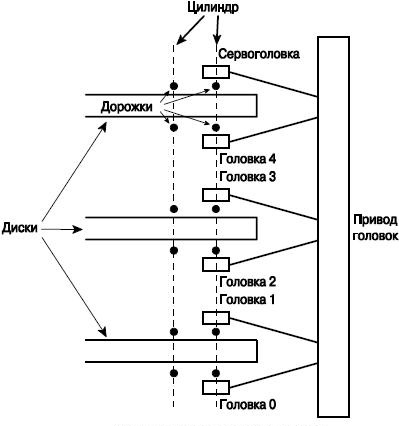 Цилиндр
Сервоголовка
Дорожки
Головка 4
Головка 3
Диски
Привод
головок
Головка 2
Головка 1
Головка 0